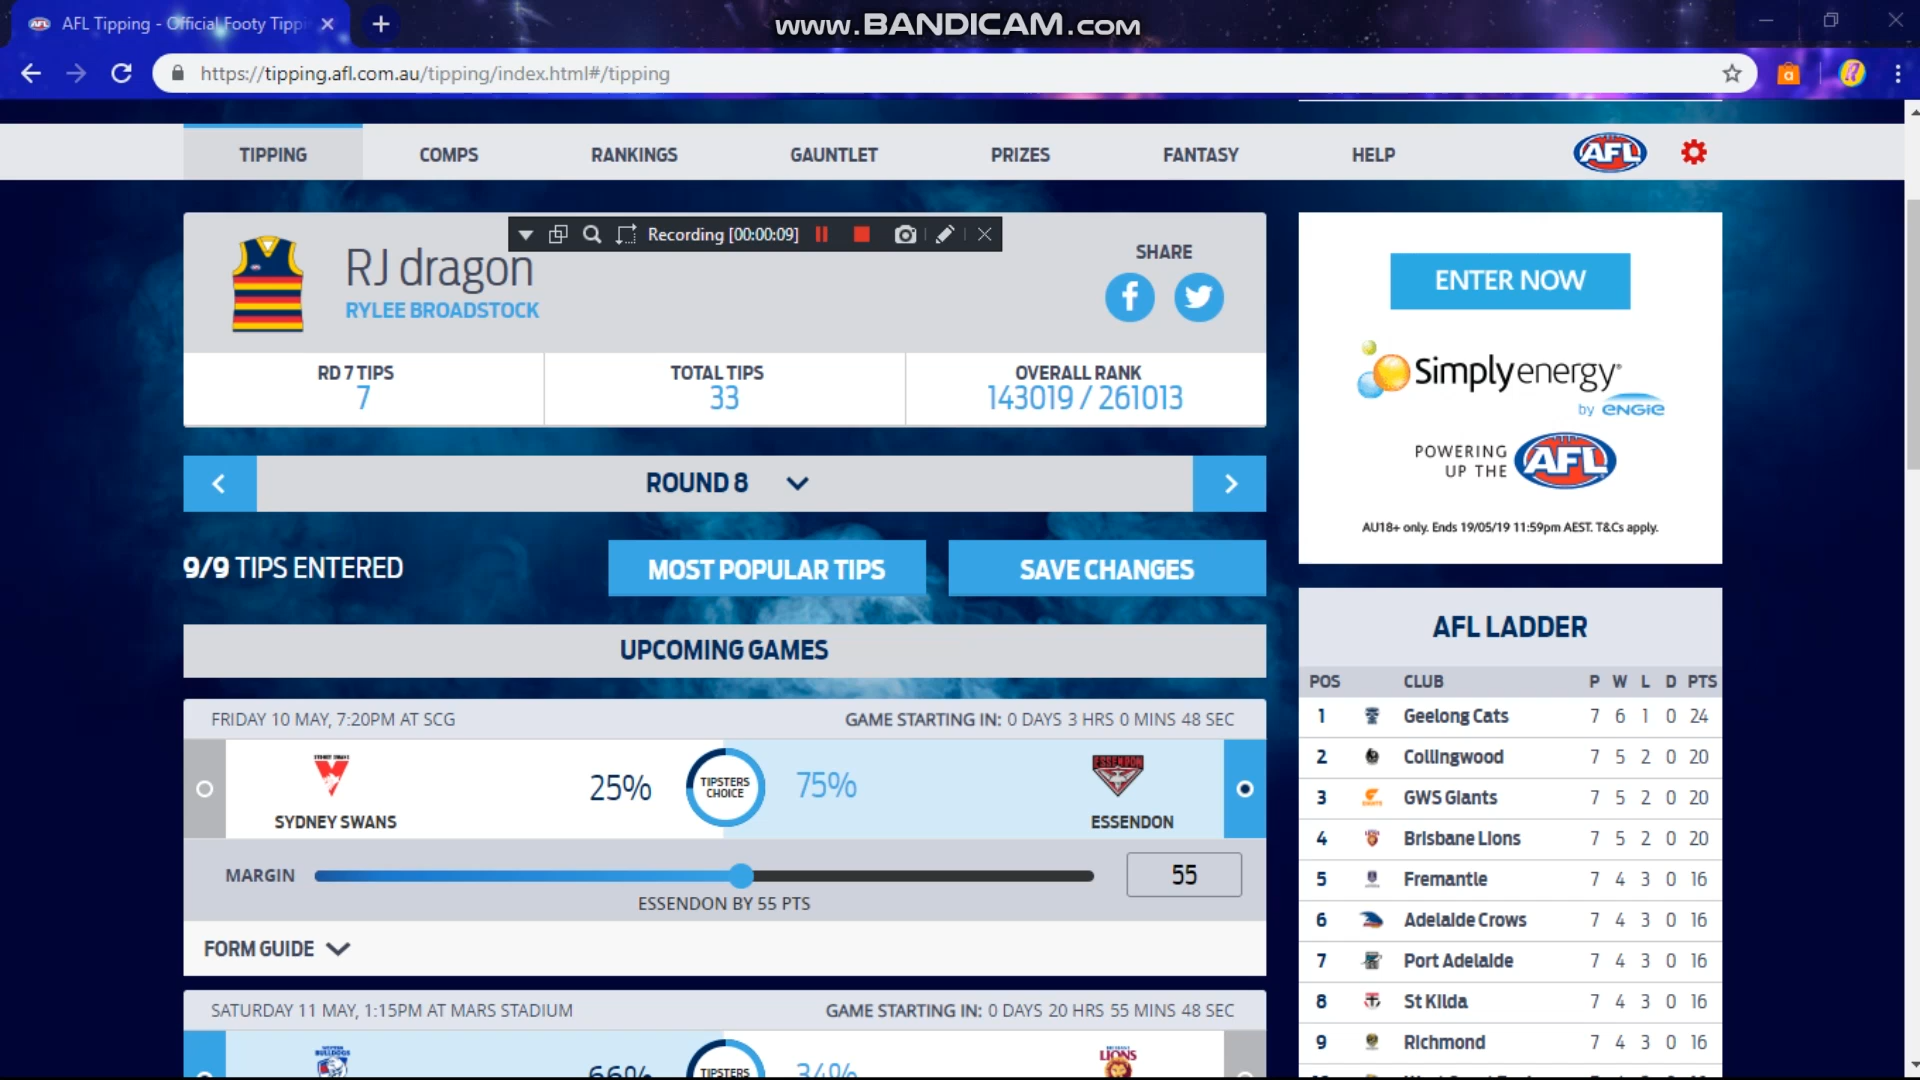 AFL Tipping - Official Footy Tippi
www.BANDICAM.com
https://tipping.afl.com.au/tipping/index.html#/tipping
TIPPING COMPS RANKINGS GAUNTLET PRIZES FANTASY HELP AFL
Recording [00:00:09]
RJ dragon
RYLEE BROADSTOCK
SHARE
RD 7 TIPS TOTAL TIPS OVERALL RANK
7 33 143019 / 261013
ROUND 8
9/9 TIPS ENTERED MOST POPULAR TIPS SAVE CHANGES
UPCOMING GAMES
FRIDAY 10 MAY, 7:20PM AT SCG GAME STARTING IN: 0 DAYS 3 HRS 0 MINS 48 SEC
25% TIPSTERS CHOICE 75%
ESSENDON
SYDNEY SWANS ESSENDON
MARGIN 55
ESSENDON BY 55 PTS
FORM GUIDE
SATURDAY 11 MAY, 1:15PM AT MARS STADIUM GAME STARTING IN: 0 DAYS 20 HRS 55 MINS 48 SEC
BULLDOGS 66% TIPSTERS 34% LIONS
ENTER NOW
Simplyenergy
by ENGIE
POWERING
UP THE AFL
AU18+ only. Ends 19/05/19 11:59pm AEST. T&Cs apply.
AFL LADDER
POS CLUB P W L D PTS
1 Geelong Cats 7 6 1 0 24
2 Collingwood 7 5 2 0 20
3 GWS Giants 7 5 2 0 20
4 Brisbane Lions 7 5 2 0 20
5 Fremantle 7 4 3 0 16
6 Adelaide Crows 7 4 3 0 16
7 Port Adelaide 7 4 3 0 16
8 St Kilda 7 4 3 0 16
9 Richmond 7 4 3 0 16